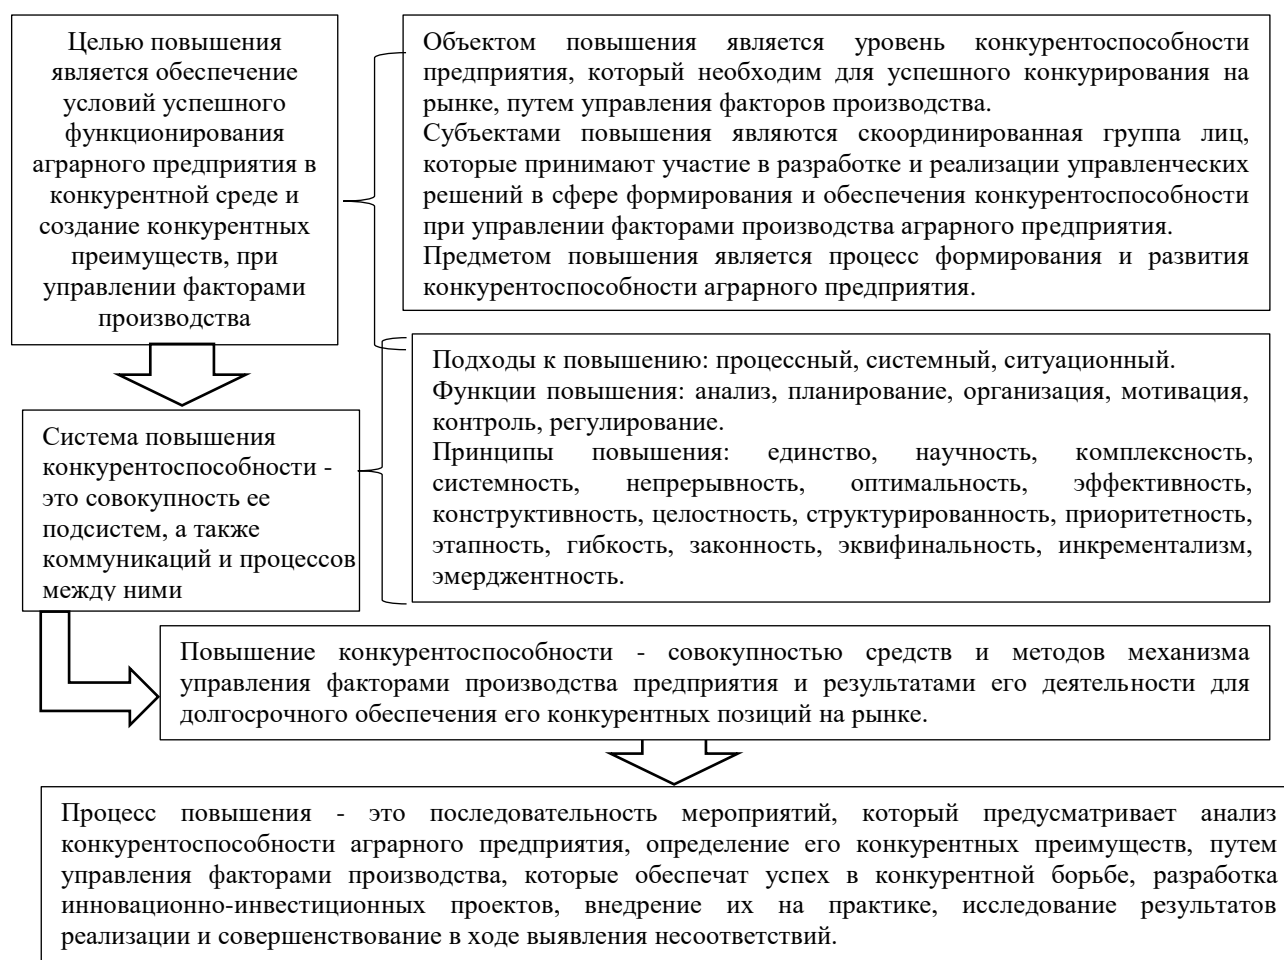 Целью повышения
является обеспечение
условий успешного
функционирования
аграрного предприятия в
конкурентной среде и
создание конкурентных
преимуществ, при
управлении факторами
производства
Объектом повышения является уровень конкурентоспособности
предприятия, который необходим для успешного конкурирования на
рынке, путем управления факторов производства.
Субъектами повышения являются скоординированная группа лиц,
которые принимают участие в разработке и реализации управленческих
решений в сфере формирования и обеспечения конкурентоспособности
при управлении факторами производства аграрного предприятия.
Предметом повышения является процесс формирования и развития
конкурентоспособности аграрного предприятия.
Подходы к повышению: процессный, системный, ситуационный.
Функции повышения: анализ, планирование, организация, мотивация,
контроль, регулирование.
Принципы повышения: единство, научность, комплексность,
системность, непрерывность, оптимальность, эффективность,
конструктивность, целостность, структурированность, приоритетность,
этапность, гибкость, законность, эквифинальность, инкрементализм,
эмерджентность.
Система повышения
конкурентоспособности -
это совокупность ее
подсистем, а также
коммуникаций и процессов
между ними
Повышение конкурентоспособности - совокупностью средств и методов механизма
управления факторами производства предприятия и результатами его деятельности для
долгосрочного обеспечения его конкурентных позиций на рынке.
Процесс повышения - это последовательность мероприятий, который предусматривает анализ
конкурентоспособности аграрного предприятия, определение его конкурентных преимуществ, путем
управления факторами производства, которые обеспечат успех в конкурентной борьбе, разработка
инновационно-инвестиционных проектов, внедрение их на практике, исследование результатов
реализации и совершенствование в ходе выявления несоответствий.